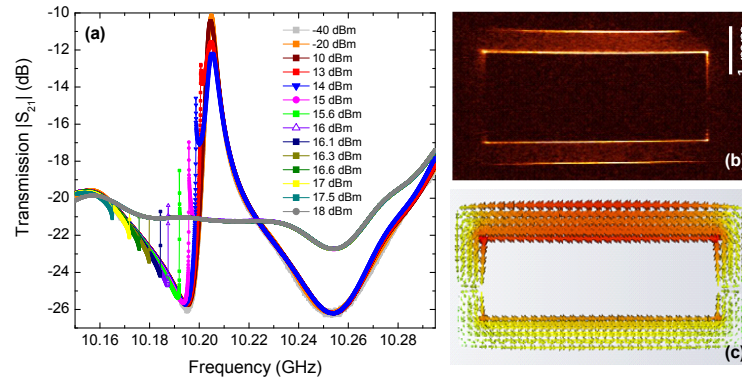 (a)
-40 dBm
-20 dBm
10 dBm
13 dBm
14 dBm
15 dBm
15.6 dBm
16 dBm
16.1 dBm
16.3 dBm
16.6 dBm
17 dBm
17.5 dBm
18 dBm
Transmission |S21| (dB)
-10
-12
-14
-16
-18
-20
-22
-24
-26
10.16
10.18
10.20
10.22
10.24
10.26
10.28
Frequency (GHz)
(b)
(c)